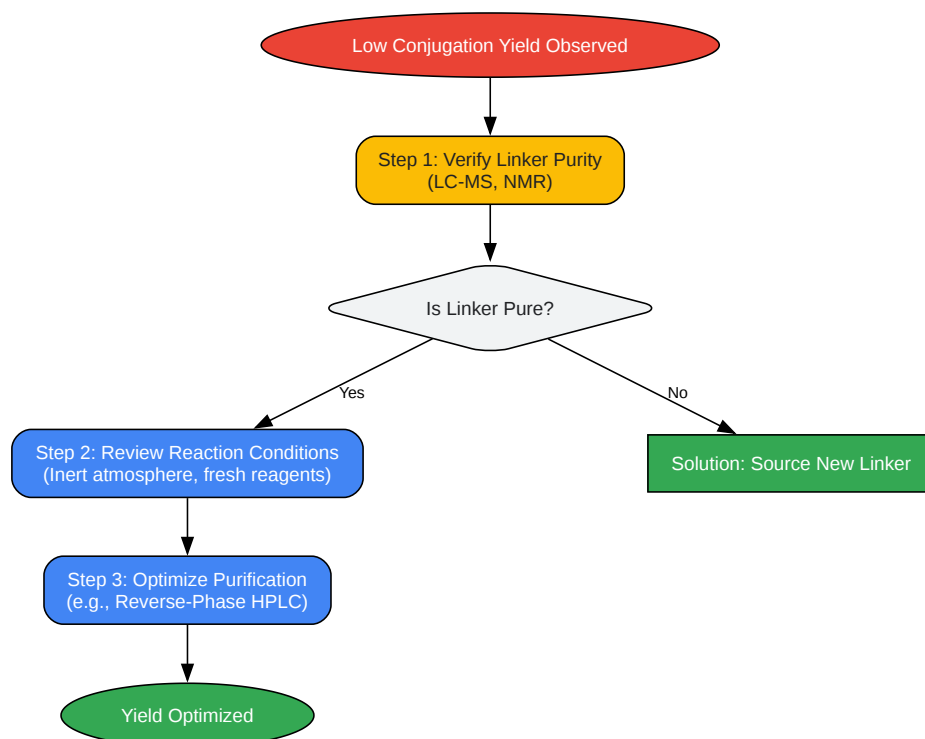 Low Conjugation Yield Observed
Step 1: Verify Linker Purity
(LC-MS, NMR)
Is Linker Pure?
Yes
No
Step 2: Review Reaction Conditions
(Inert atmosphere, fresh reagents)
Solution: Source New Linker
Step 3: Optimize Purification
(e.g., Reverse-Phase HPLC)
Yield Optimized